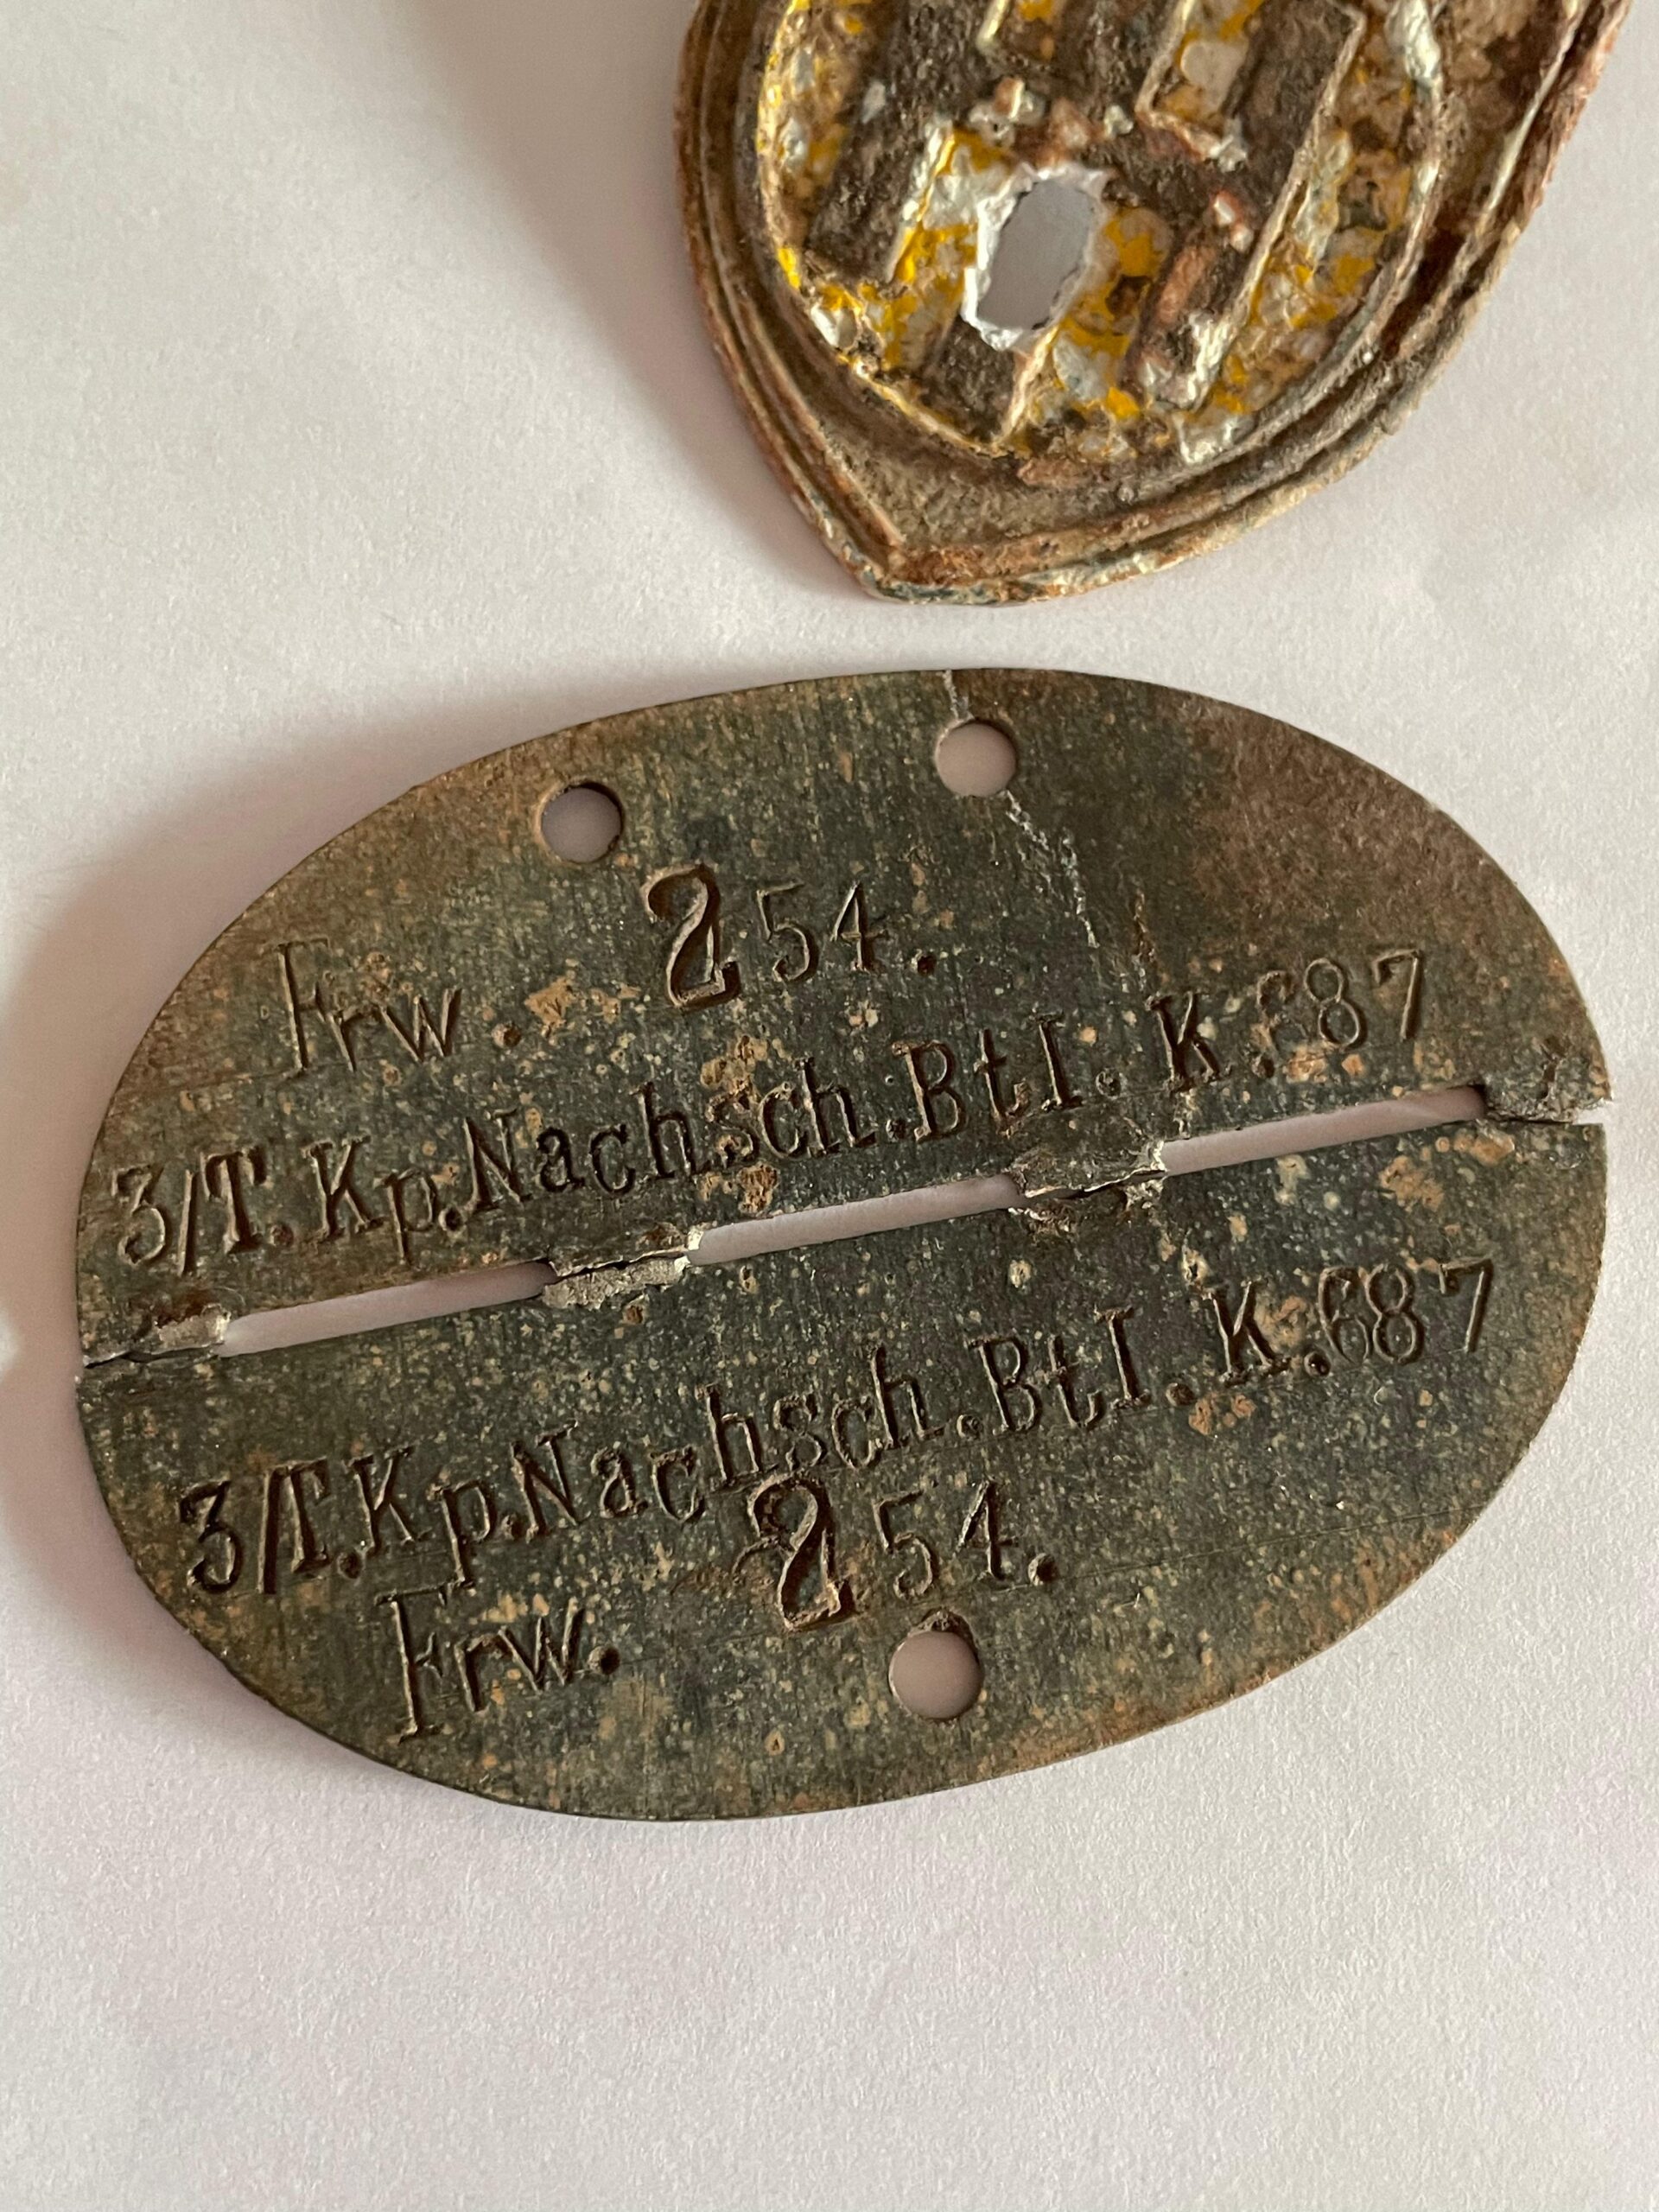 Frw. 254.
3/T.Kp.Nachsch.Btl. K.687
3/T.Kp.Nachsch.Btl. K.687
254.
Frw.